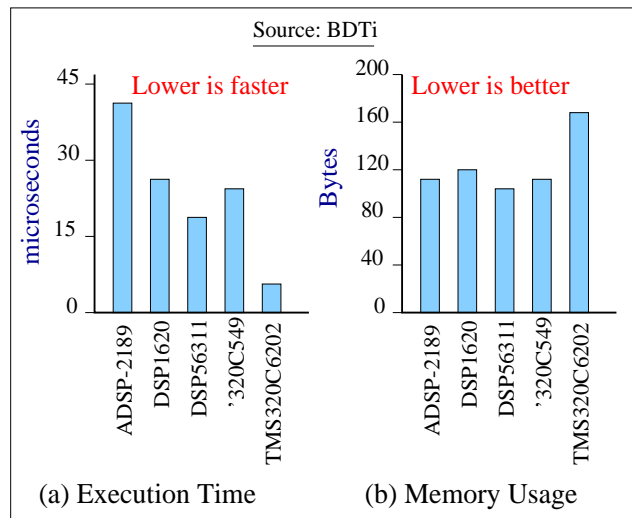 Source: BDTi
Lower is faster
microseconds
45
30
15
0
ADSP-2189
DSP1620
DSP56311
’320C549
TMS320C6202
(a) Execution Time
Lower is better
Bytes
200
160
120
80
40
0
ADSP-2189
DSP1620
DSP56311
’320C549
TMS320C6202
(b) Memory Usage